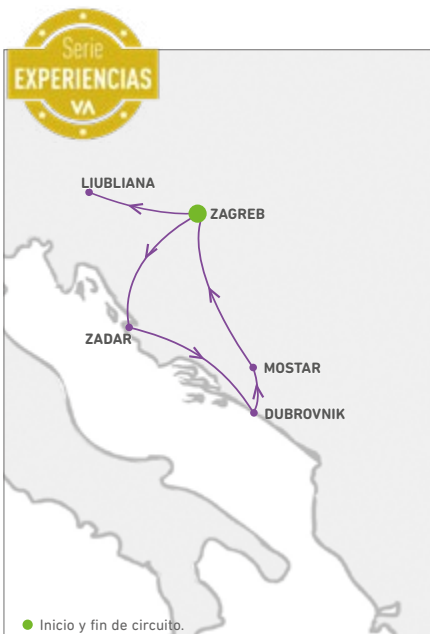 Serie
EXPERIENCIAS
VA
LIUBLIANA
ZAGREB
ZADAR
MOSTAR
DUBROVNIK
Inicio y fin de circuito.